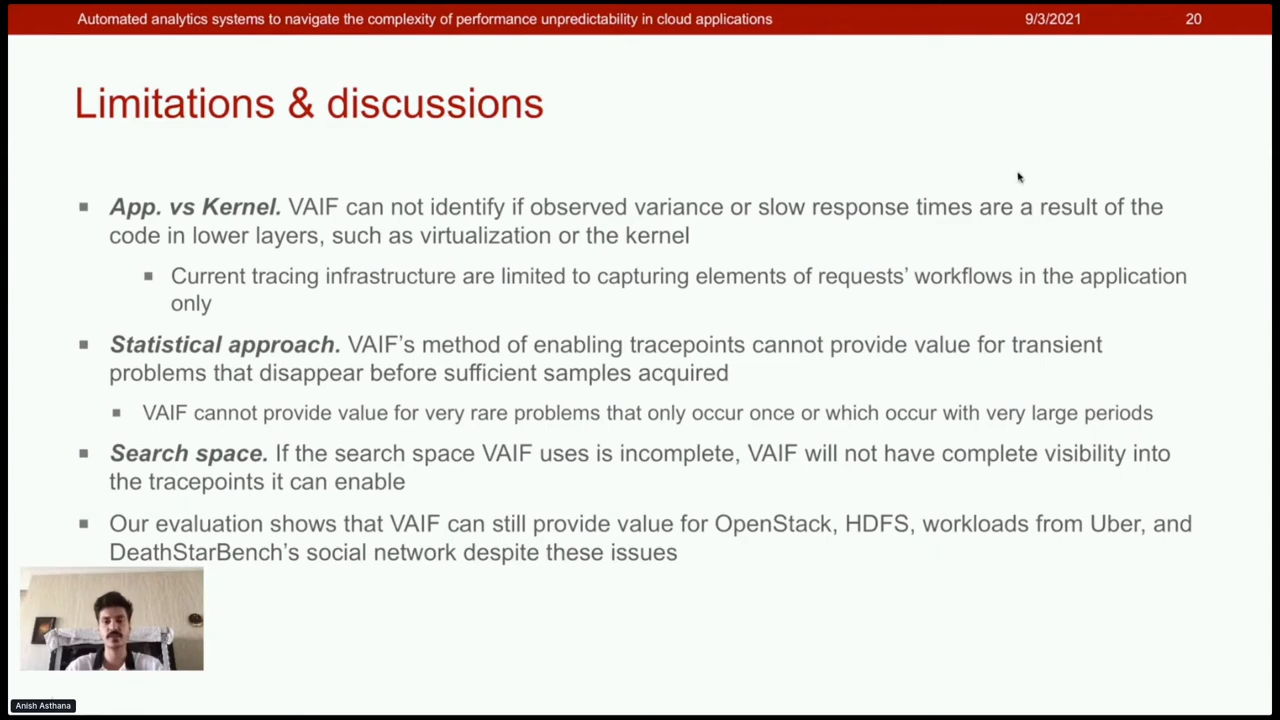 Automated analytics systems to navigate the complexity of performance unpredictability in cloud applications 9/3/2021 20
Limitations & discussions
App. vs Kernel. VAIF can not identify if observed variance or slow response times are a result of the
code in lower layers, such as virtualization or the kernel
Current tracing infrastructure are limited to capturing elements of requests’ workflows in the application
only
Statistical approach. VAIF’s method of enabling tracepoints cannot provide value for transient
problems that disappear before sufficient samples acquired
VAIF cannot provide value for very rare problems that only occur once or which occur with very large periods
Search space. If the search space VAIF uses is incomplete, VAIF will not have complete visibility into
the tracepoints it can enable
Our evaluation shows that VAIF can still provide value for OpenStack, HDFS, workloads from Uber, and
DeathStarBench’s social network despite these issues
Anish Asthana